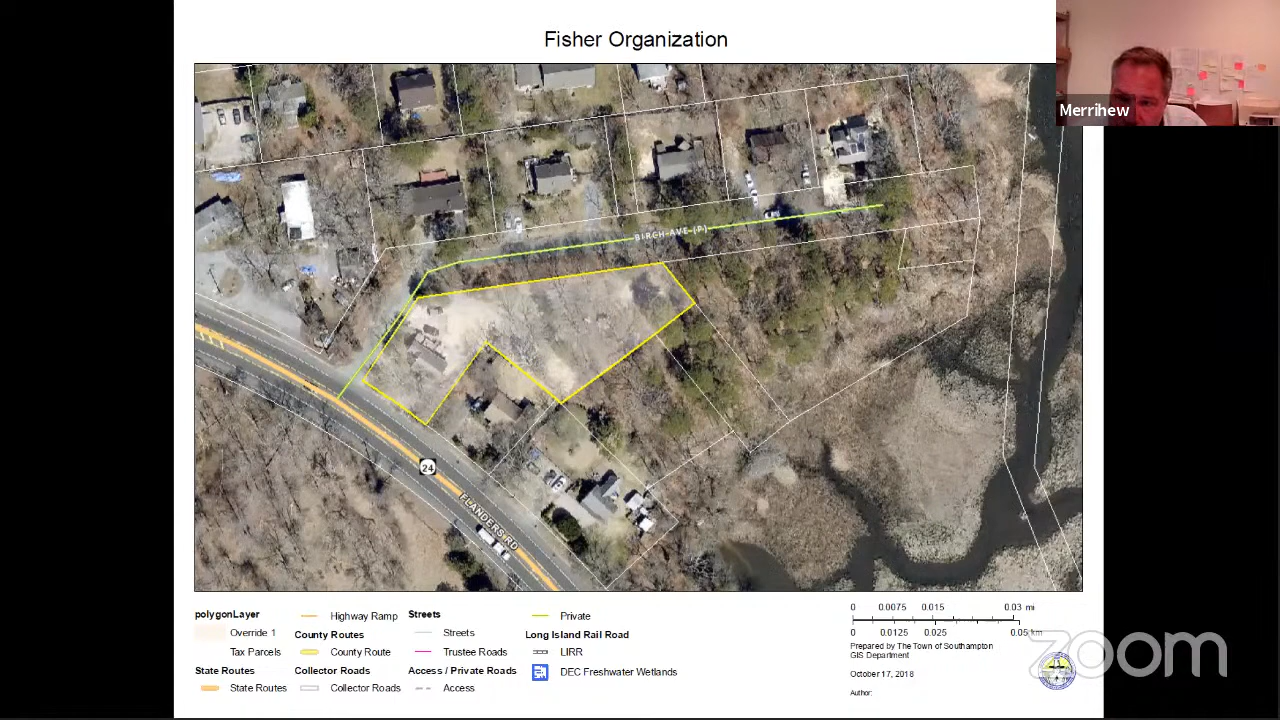 Fisher Organization
Merrihew
BIRCH AVE (P)
24
FLANDERS RD
polygonLayer
Override 1
Tax Parcels
State Routes
State Routes
Highway Ramp
County Routes
County Route
Collector Roads
Collector Roads
Streets
Streets
Trustee Roads
Access / Private Roads
Access
Private
Long Island Rail Road
LIRR
DEC Freshwater Wetlands
0 0.0075 0.015 0.03 mi
0 0.0125 0.025 0.05 km
Prepared by The Town of Southampton
GIS Department
October 17, 2018
Author:
zoom